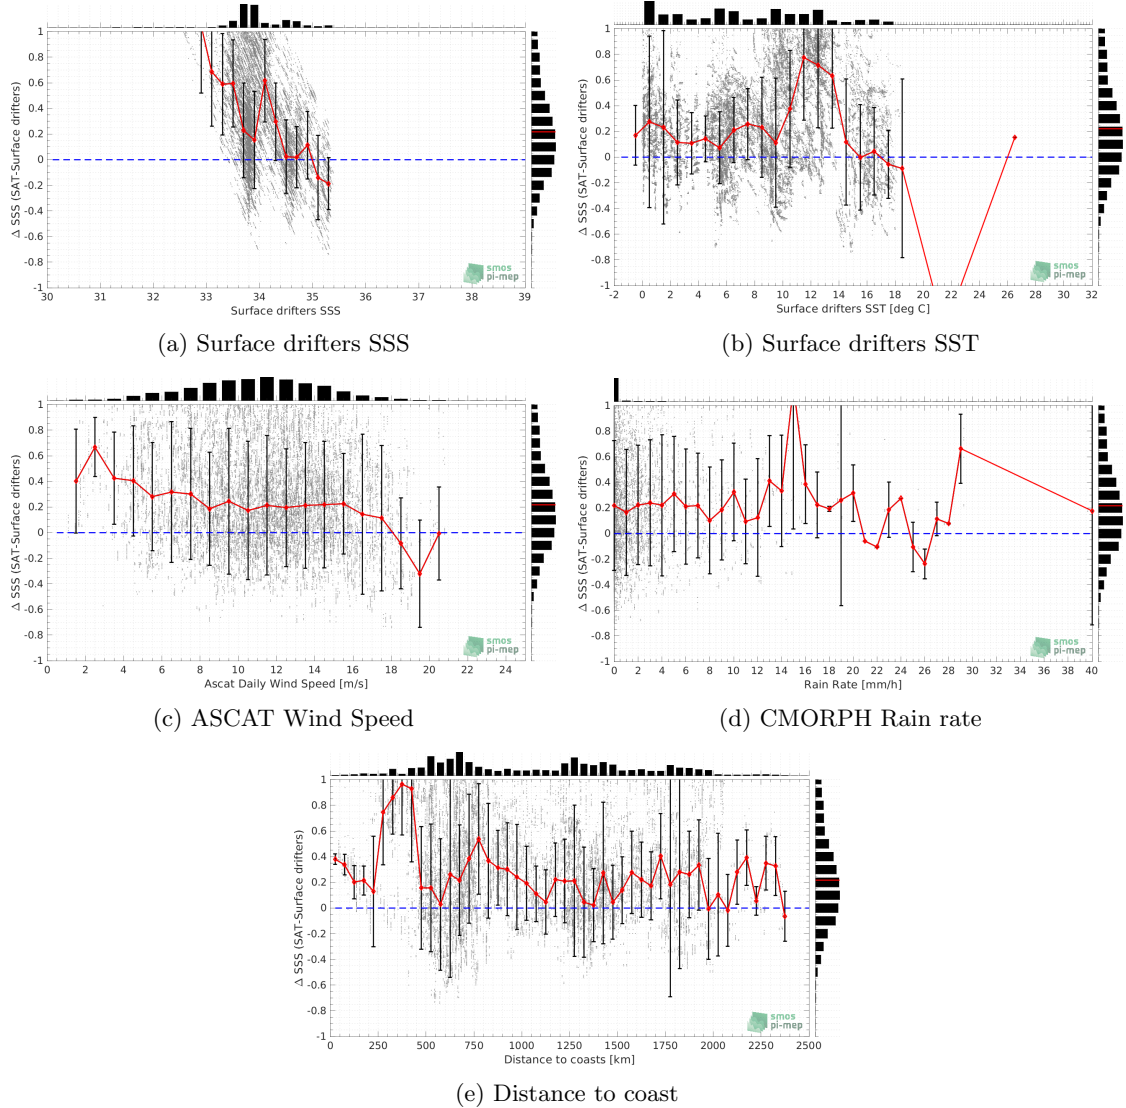 1
0.8
0.6
0.4
0.2
0
-0.2
-0.4
-0.6
-0.8
-1
Δ SSS (SAT-Surface drifters)
30 31 32 33 34 35 36 37 38 39
Surface drifters SSS
smos
pi-mep
(a) Surface drifters SSS
1
0.8
0.6
0.4
0.2
0
-0.2
-0.4
-0.6
-0.8
-1
Δ SSS (SAT-Surface drifters)
-2 0 2 4 6 8 10 12 14 16 18 20 22 24 26 28 30 32
Surface drifters SST [deg C]
smos
pi-mep
(b) Surface drifters SST
1
0.8
0.6
0.4
0.2
0
-0.2
-0.4
-0.6
-0.8
-1
Δ SSS (SAT-Surface drifters)
0 2 4 6 8 10 12 14 16 18 20 22 24
Ascat Daily Wind Speed [m/s]
smos
pi-mep
(c) ASCAT Wind Speed
1
0.8
0.6
0.4
0.2
0
-0.2
-0.4
-0.6
-0.8
-1
Δ SSS (SAT-Surface drifters)
0 2 4 6 8 10 12 14 16 18 20 22 24 26 28 30 32 34 36 38 40
Rain Rate [mm/h]
smos
pi-mep
(d) CMORPH Rain rate
1
0.8
0.6
0.4
0.2
0
-0.2
-0.4
-0.6
-0.8
-1
Δ SSS (SAT-Surface drifters)
0 250 500 750 1000 1250 1500 1750 2000 2250 2500
Distance to coasts [km]
smos
pi-mep
(e) Distance to coast